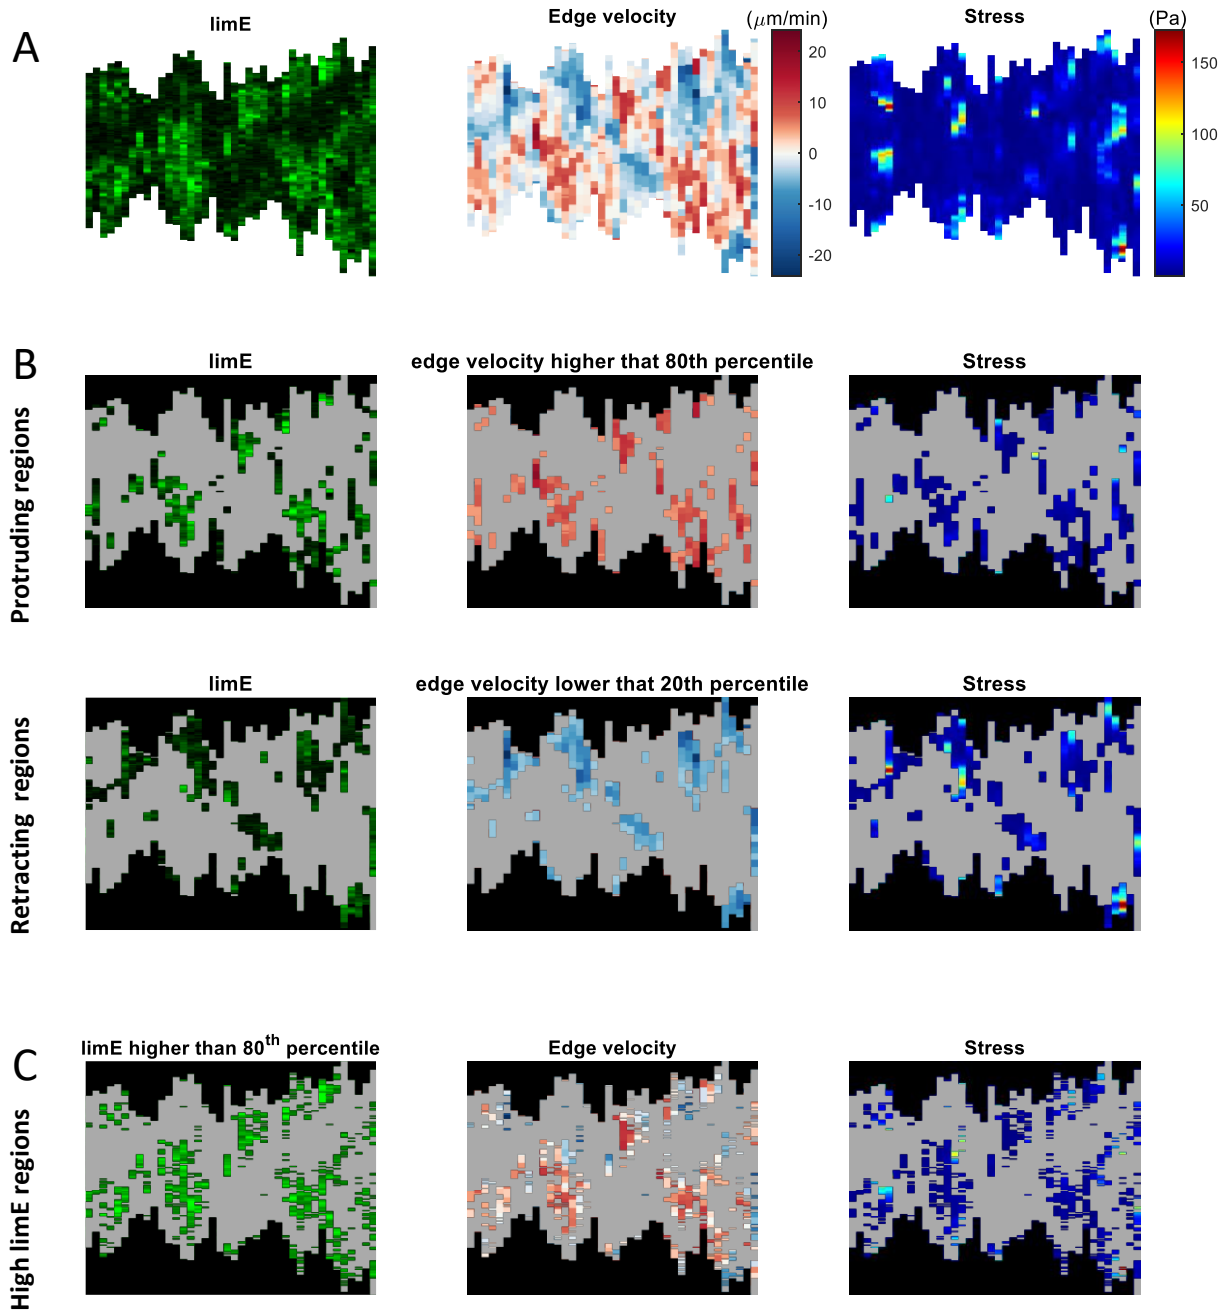 A
limE
Edge velocity
(μm/min)
Stress
(Pa)
20
10
0
-10
-20
150
100
50
B
Protruding regions
limE
edge velocity higher that 80th percentile
Stress
Retracting regions
limE
edge velocity lower that 20th percentile
Stress
C
High limE regions
limE higher than 80th percentile
Edge velocity
Stress